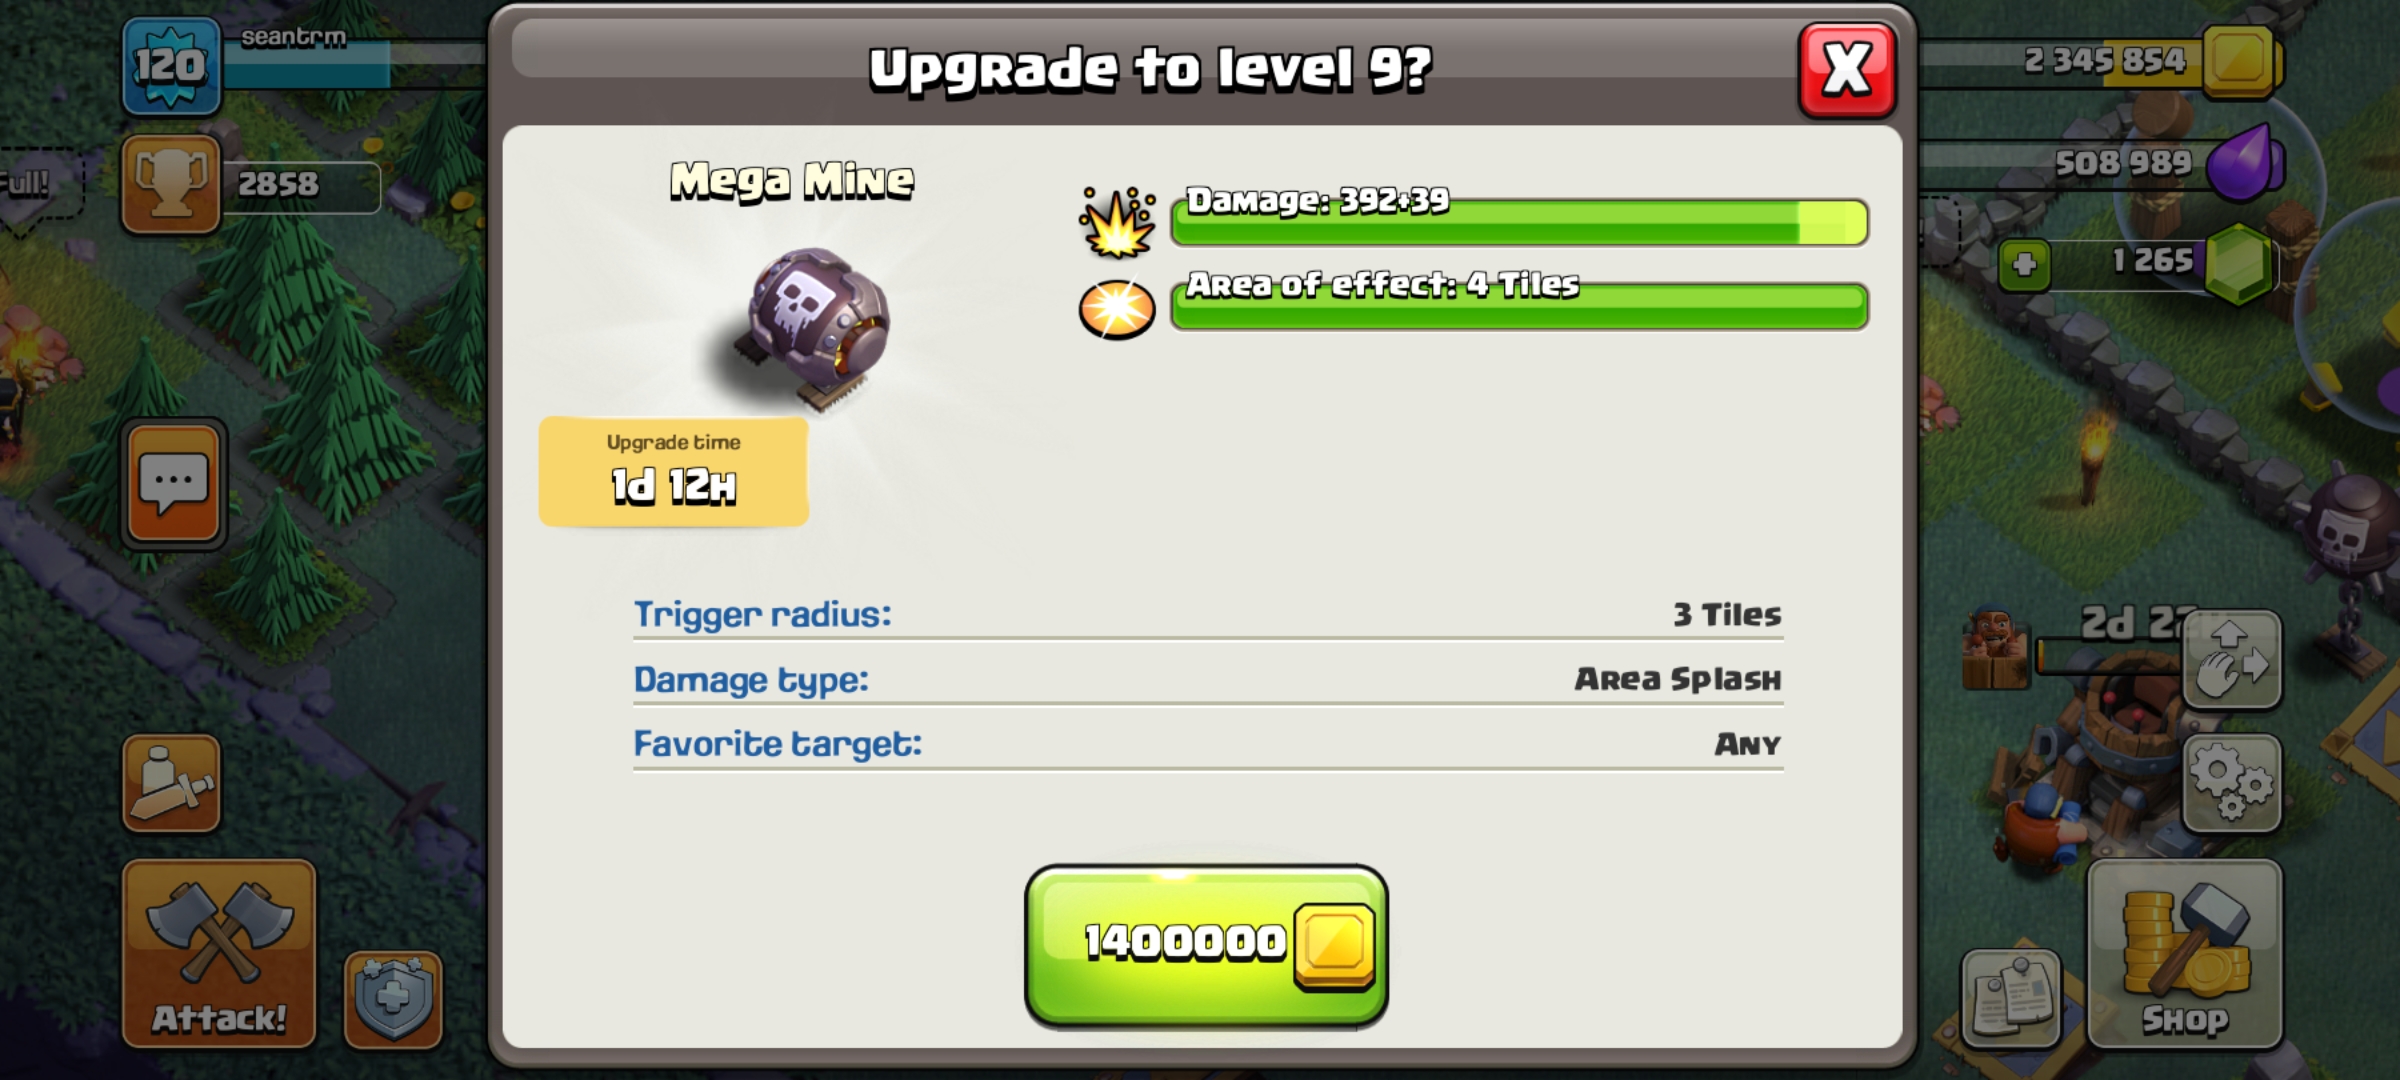 120
seantrm
Upgrade to level 9?
X
2 345 854
Full!
2858
Mega Mine
Damage: 392+39
508 989
Area of effect: 4 Tiles
1 265
Upgrade time
1d 12H
Trigger radius: 3 Tiles
2d
Damage type: Area Splash
Favorite target: Any
1400000
Attack!
Shop